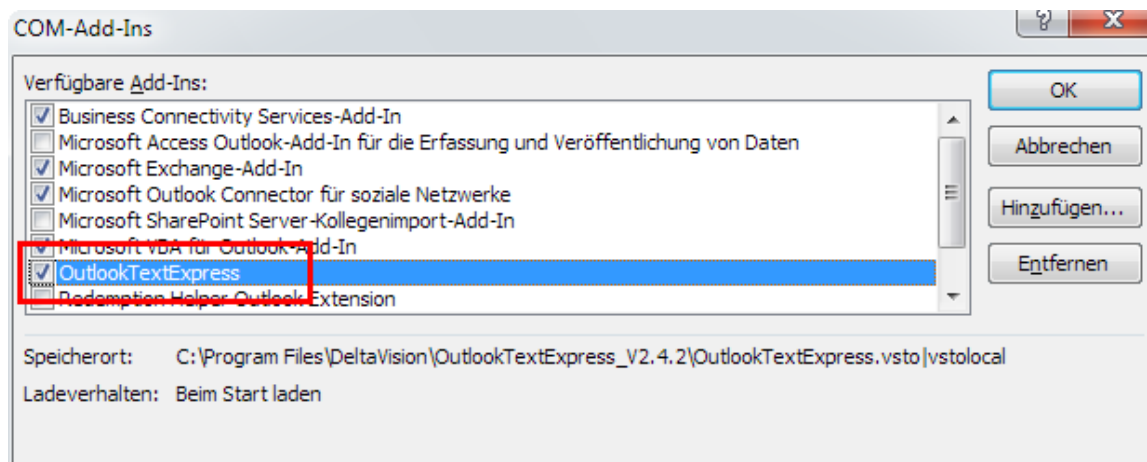 COM-Add-Ins
Verfügbare Add-Ins:
Business Connectivity Services-Add-In
Microsoft Access Outlook-Add-In für die Erfassung und Veröffentlichung von Daten
Microsoft Exchange-Add-In
Microsoft Outlook Connector für soziale Netzwerke
Microsoft SharePoint Server-Kollegenimport-Add-In
Microsoft VBA für Outlook-Add-In
OutlookTextExpress
Redemption Helper Outlook Extension
OK
Abbrechen
Hinzufügen...
Entfernen
Speicherort: C:\Program Files\DeltaVision\OutlookTextExpress_V2.4.2\OutlookTextExpress.vsto|vstolocal
Ladeverhalten: Beim Start laden